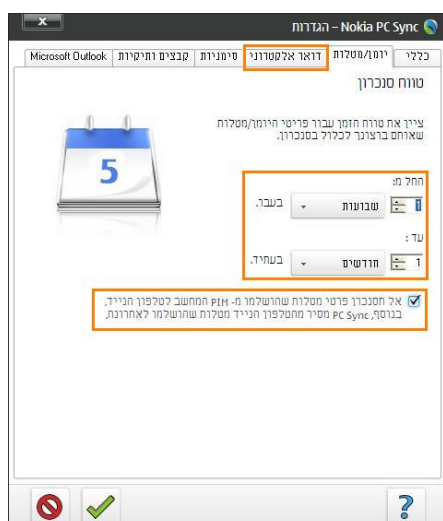 Nokia PC Sync – הגדרות
כללי יומן/מטלות דואר אלקטרוני סימניות קבצים ותיקיות Microsoft Outlook
טווח סנכרון
ציין את טווח הזמן עבור פריטי היומן/מטלות
שאותם ברצונך לכלול בסנכרון.
5
החל מ:
1 שבועות בעבר.
עד:
1 חודשים בעתיד.
אל תסנכרן פרטי מטלות שהושלמו מ- PIM המחשב לטלפון הנייד.
בנוסף, PC Sync מסיר מהטלפון הנייד מטלות שהושלמו לאחרונה.
?